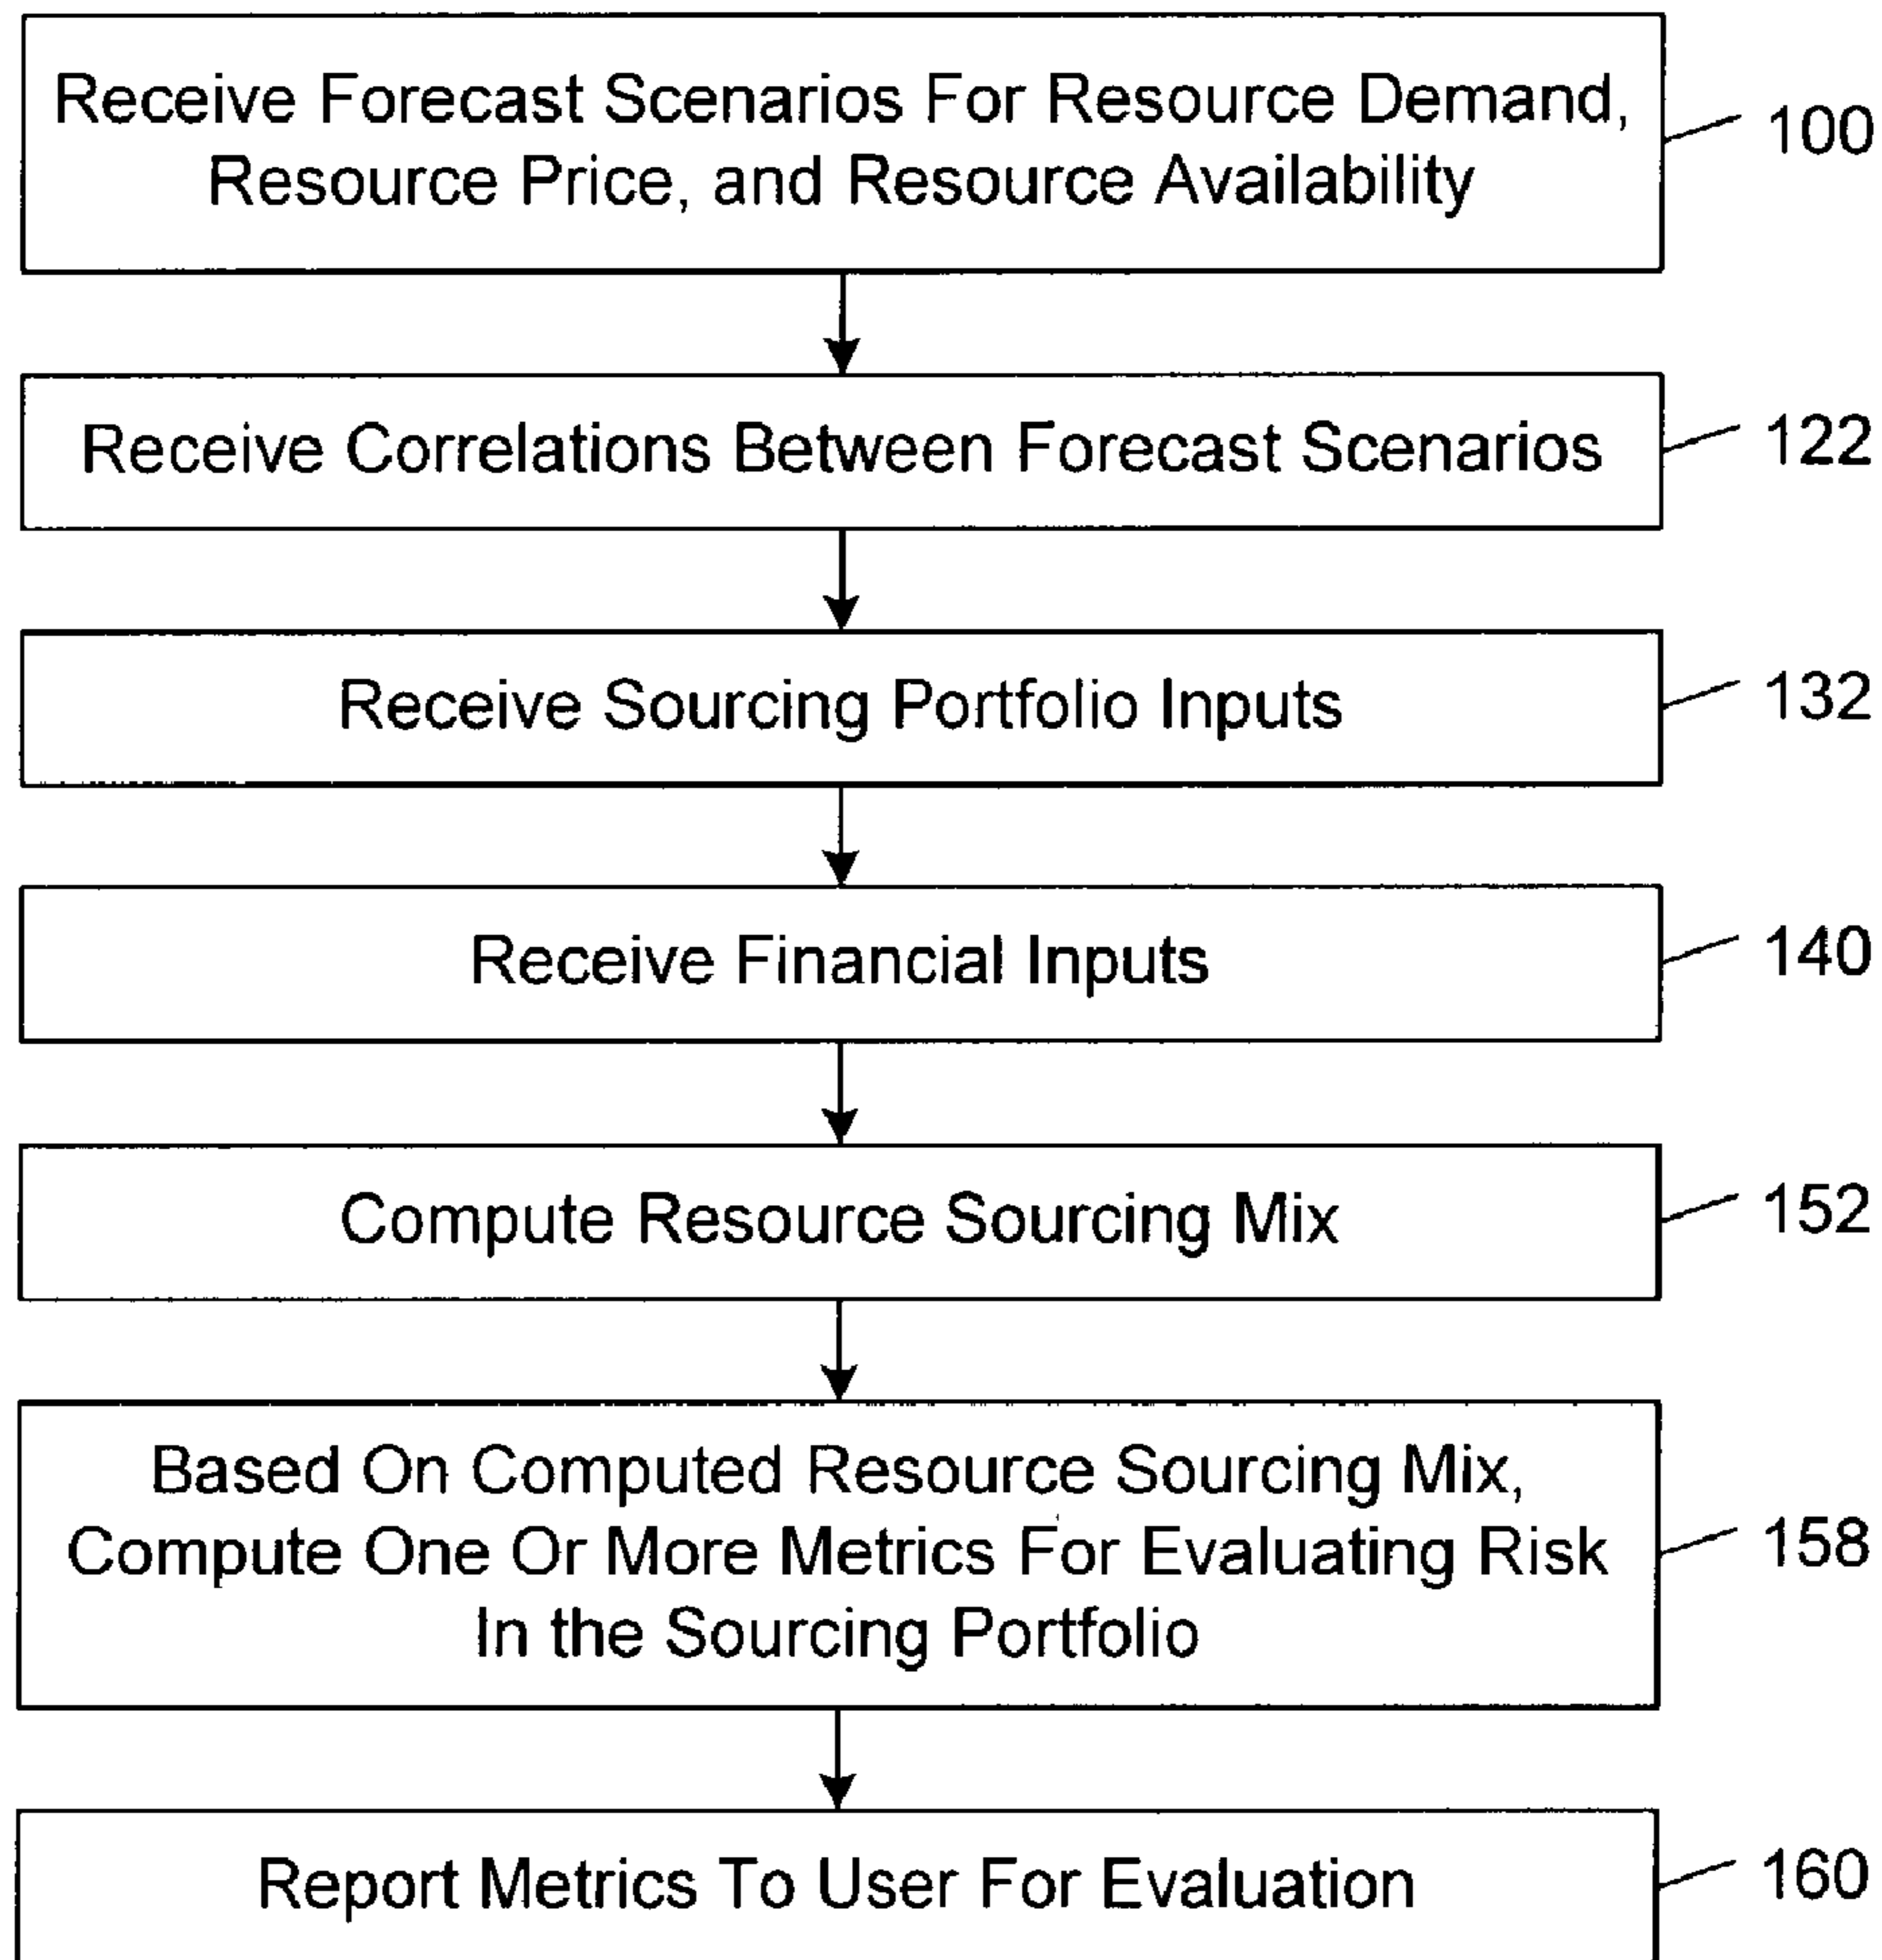 Receive Forecast Scenarios For Resource Demand,
Resource Price, and Resource Availability
100
Receive Correlations Between Forecast Scenarios
122
Receive Sourcing Portfolio Inputs
132
Receive Financial Inputs
140
Compute Resource Sourcing Mix
152
Based On Computed Resource Sourcing Mix,
Compute One Or More Metrics For Evaluating Risk
In the Sourcing Portfolio
158
Report Metrics To User For Evaluation
160